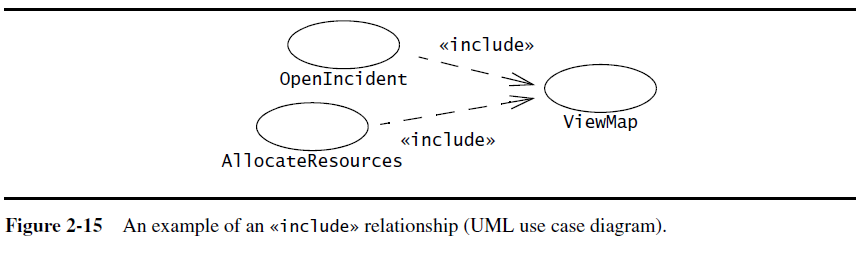 «include»
OpenIncident
ViewMap
«include»
AllocateResources
Figure 2-15 An example of an «include» relationship (UML use case diagram).